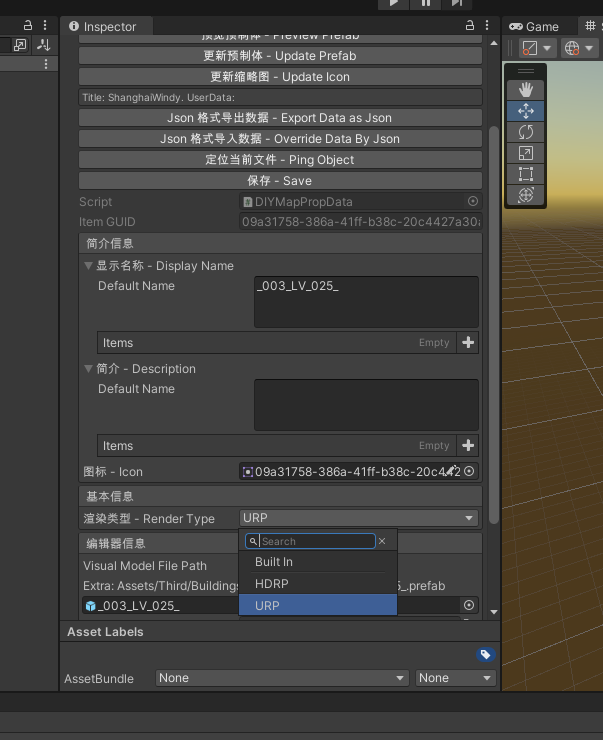 Inspector
Game
预览预制体 - Preview Prefab
更新预制体 - Update Prefab
更新缩略图 - Update Icon
Title: ShanghaiWindy. UserData:
Json 格式导出数据 - Export Data as Json
Json 格式导入数据 - Override Data By Json
定位当前文件 - Ping Object
保存 - Save
Script
DIYMapPropData
Item GUID
09a31758-386a-41ff-b38c-20c4427a30a
简介信息
显示名称 - Display Name
Default Name
_003_LV_025_
Items
Empty
简介 - Description
Default Name
Items
Empty
图标 - Icon
09a31758-386a-41ff-b38c-20c442
基本信息
渲染类型 - Render Type
URP
编辑器信息
Search
Built In
Visual Model File Path
HDRP
Extra: Assets/Third/Buildings
_.prefab
URP
_003_LV_025_
Asset Labels
AssetBundle
None
None